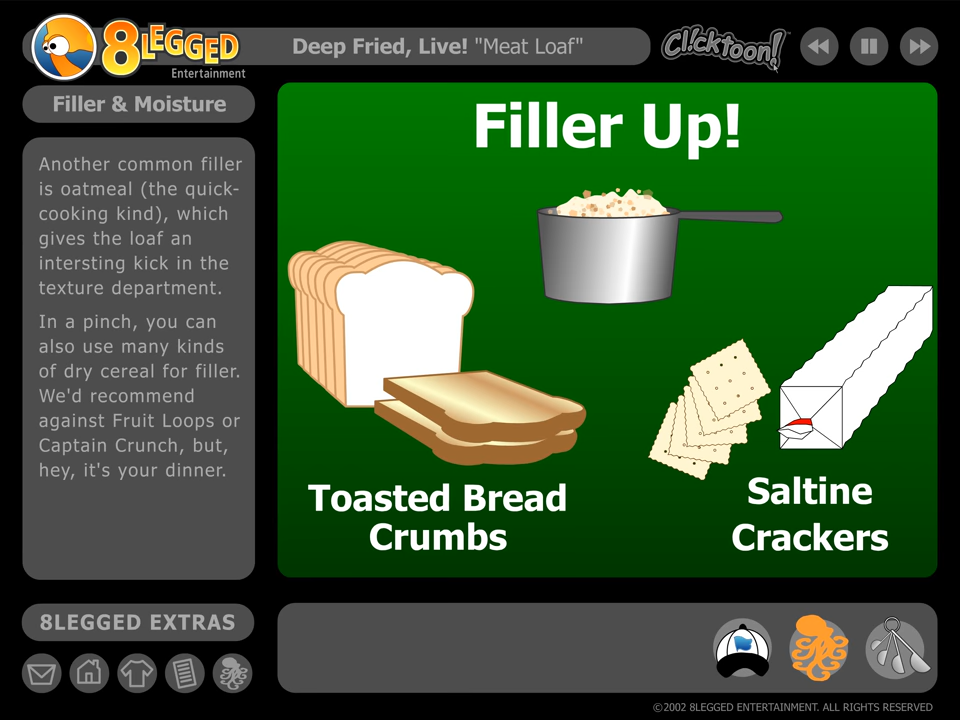 8LEGGED
Entertainment
Deep Fried, Live! "Meat Loaf"
Cl!cktoon!
Filler & Moisture
Another common filler
is oatmeal (the quick-
cooking kind), which
gives the loaf an
intersting kick in the
texture department.
In a pinch, you can
also use many kinds
of dry cereal for filler.
We'd recommend
against Fruit Loops or
Captain Crunch, but,
hey, it's your dinner.
Filler Up!
Toasted Bread
Crumbs
Saltine
Crackers
8LEGGED EXTRAS
©2002 8LEGGED ENTERTAINMENT. ALL RIGHTS RESERVED